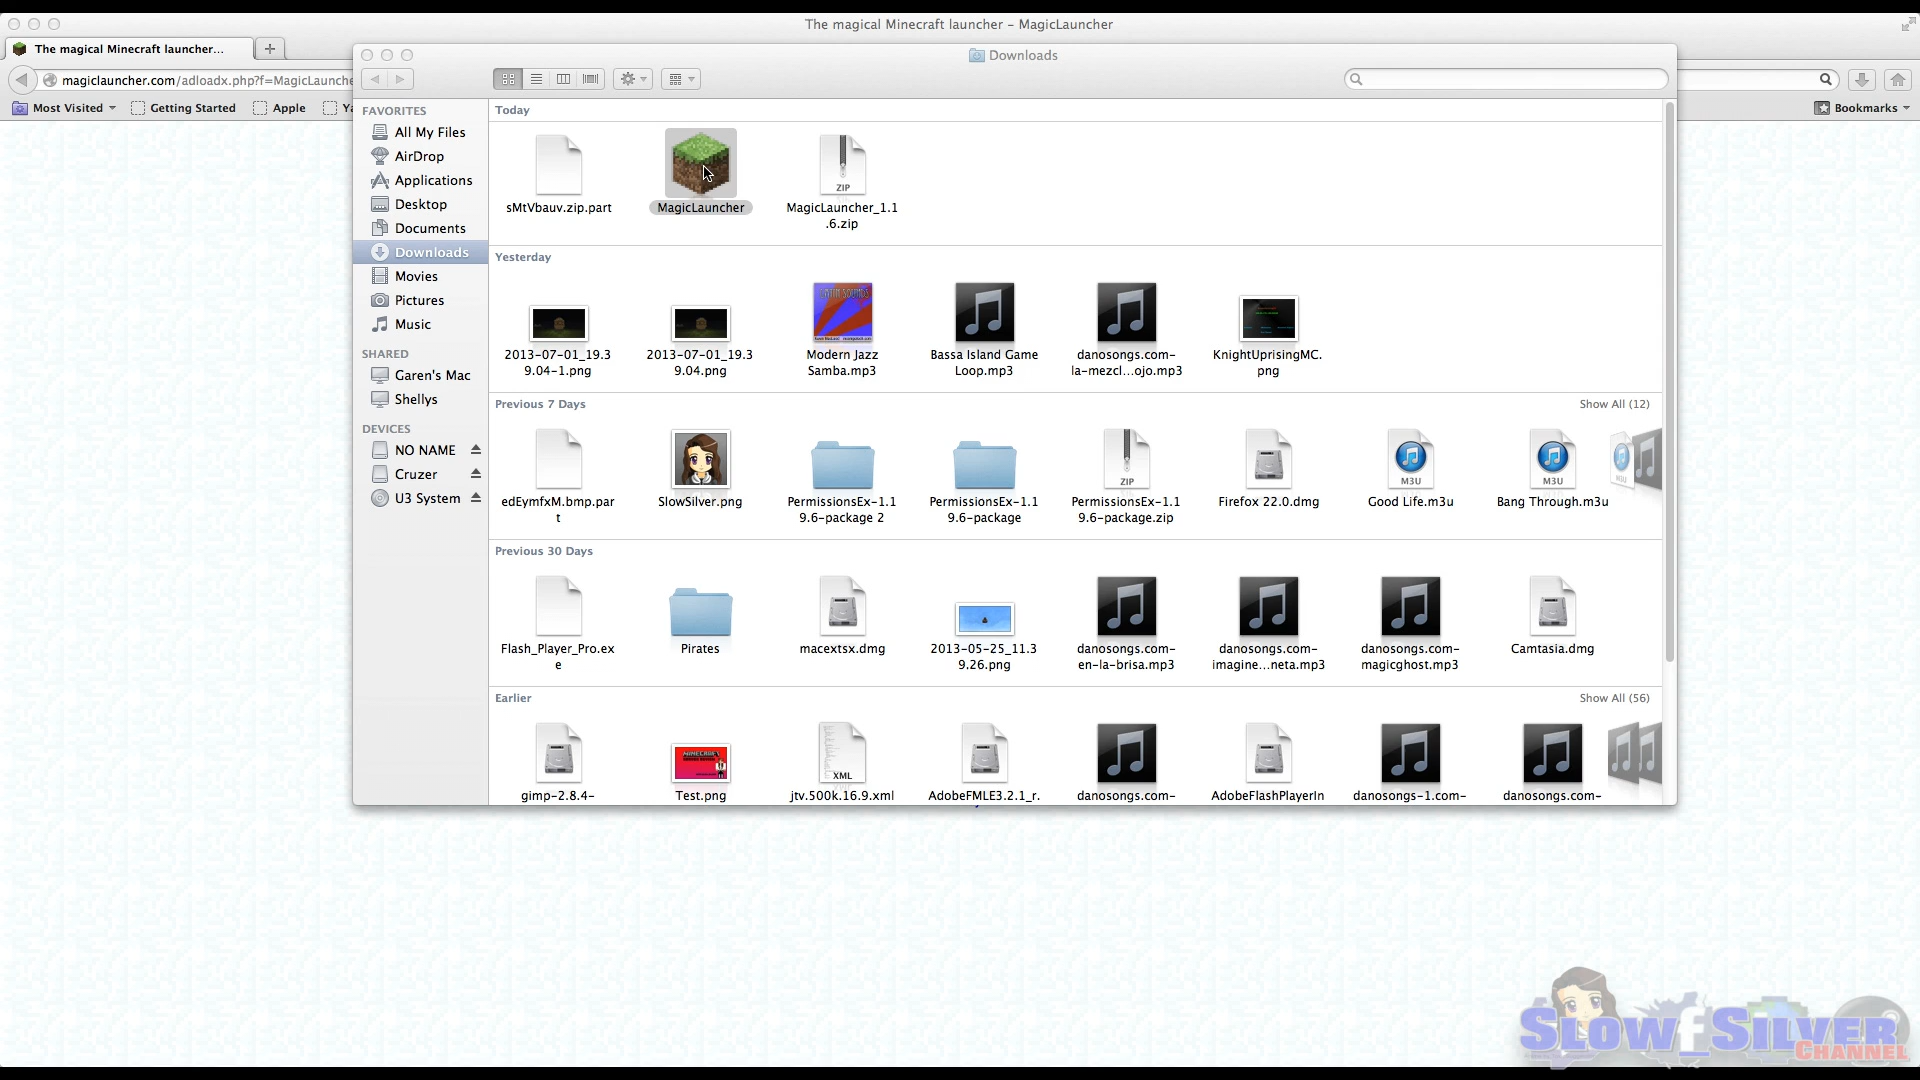 The magical Minecraft launcher – MagicLauncher
The magical Minecraft launcher...
magiclauncher.com/adloadx.php?f=MagicLaunche
Most Visited
Getting Started
Apple
Ya
Bookmarks
Downloads
FAVORITES
All My Files
AirDrop
Applications
Desktop
Documents
Downloads
Movies
Pictures
Music
SHARED
Garen's Mac
Shellys
DEVICES
NO NAME
Cruzer
U3 System
Today
sMtVbauv.zip.part
MagicLauncher
ZIP
MagicLauncher_1.1
.6.zip
Yesterday
2013-07-01_19.3
9.04-1.png
2013-07-01_19.3
9.04.png
Modern Jazz
Samba.mp3
Bassa Island Game
Loop.mp3
danosongs.com-
la-mezcl...ojo.mp3
KnightUprisingMC.
png
Previous 7 Days
Show All (12)
edEymfxM.bmp.par
t
SlowSilver.png
PermissionsEx-1.1
9.6-package 2
PermissionsEx-1.1
9.6-package
ZIP
PermissionsEx-1.1
9.6-package.zip
Firefox 22.0.dmg
M3U
Good Life.m3u
M3U
Bang Through.m3u
Previous 30 Days
Flash_Player_Pro.ex
e
Pirates
macextsx.dmg
2013-05-25_11.3
9.26.png
danosongs.com-
en-la-brisa.mp3
danosongs.com-
imagine...neta.mp3
danosongs.com-
magicghost.mp3
Camtasia.dmg
Earlier
Show All (56)
gimp-2.8.4-
MINECRAFT
Test.png
XML
jtv.500k.16.9.xml
AdobeFMLE3.2.1_r.
danosongs.com-
AdobeFlashPlayerIn
danosongs-1.com-
danosongs.com-
SLOWF_SILVER
CHANNEL